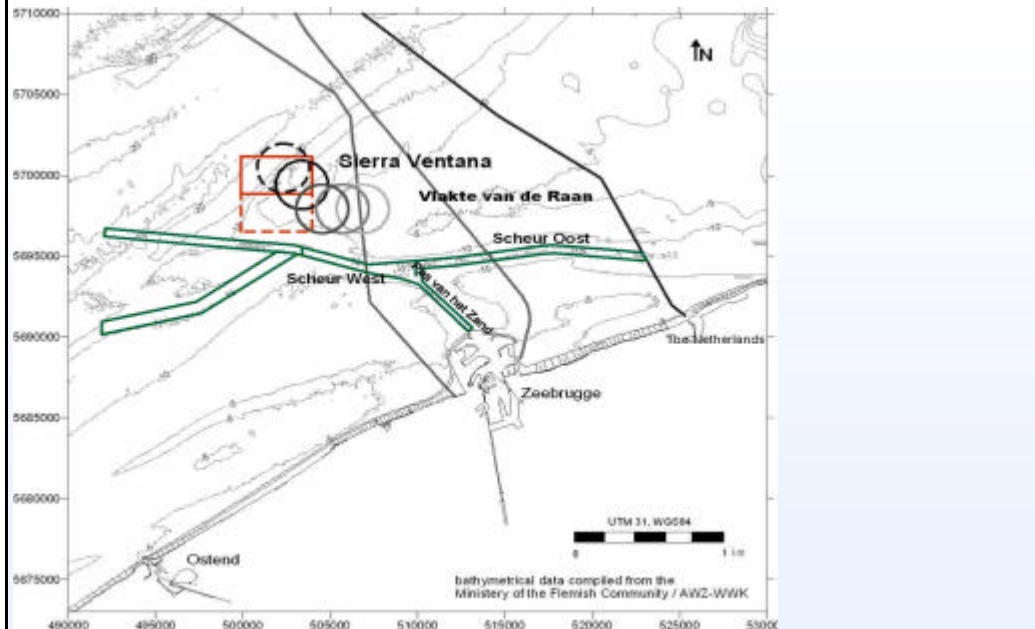 5710000
N
5705000
Sierra Ventana
5700000
Vlakte van de Raan
Scheur Oost
5695000
Scheur West
Pas van het Zand
5690000
The Netherlands
Zeebrugge
5685000
5680000
UTM 31, WGS84
0
Ostend
5675000
bathymetrical data compiled from the
Ministry of the Flemish Community / AWZ-WWK
490000 495000 500000 505000 510000 515000 520000 525000